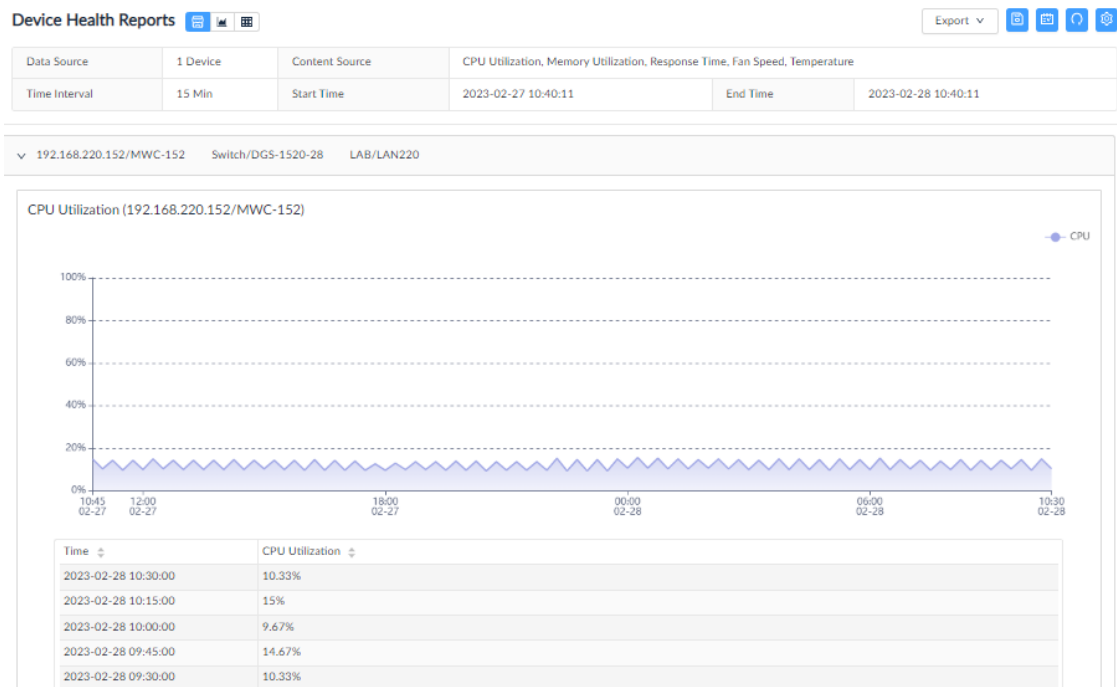 Device Health Reports Export
Data Source 1 Device Content Source CPU Utilization, Memory Utilization, Response Time, Fan Speed, Temperature
Time Interval 15 Min Start Time 2023-02-27 10:40:11 End Time 2023-02-28 10:40:11
192.168.220.152/MWC-152 Switch/DGS-1520-28 LAB/LAN220
CPU Utilization (192.168.220.152/MWC-152)
CPU
100%
80%
60%
40%
20%
0%
10:45 12:00 18:00 00:00 06:00 10:30
02-27 02-27 02-27 02-28 02-28 02-28
Time CPU Utilization
2023-02-28 10:30:00 10.33%
2023-02-28 10:15:00 15%
2023-02-28 10:00:00 9.67%
2023-02-28 09:45:00 14.67%
2023-02-28 09:30:00 10.33%